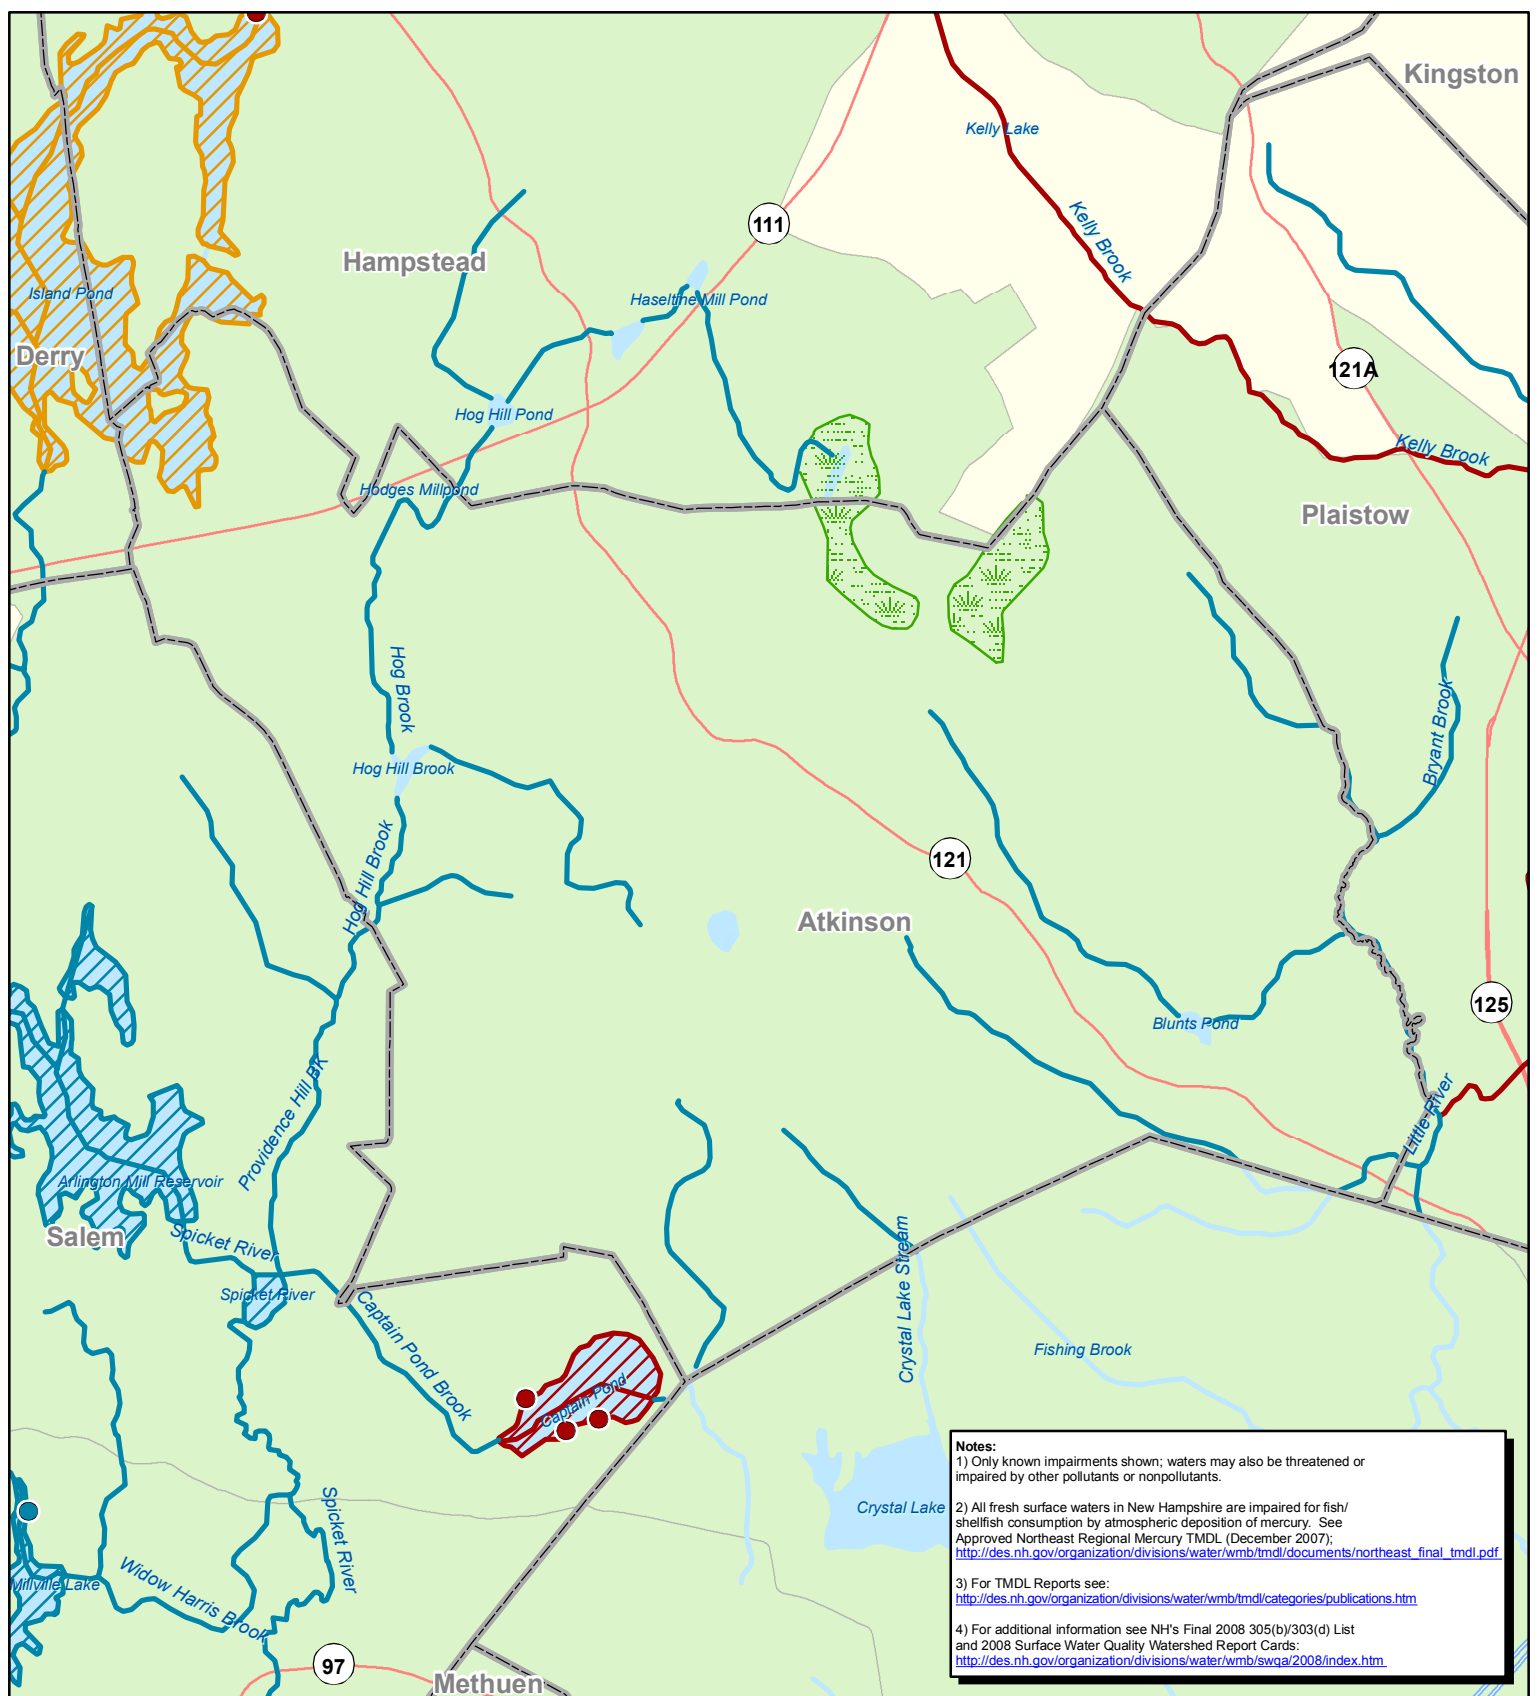 Kingston
Kelly Lake
Kelly Brook
111
Hampstead
Island Pond
Haseltine Mill Pond
Derry
121A
Hog Hill Pond
Kelly Brook
Hodges Millpond
Plaistow
Hog Brook
Bryant Brook
Hog Hill Brook
Hog Hill Brook
121
Atkinson
125
Blunts Pond
Providence Hill BK
Little River
Arlington Mill Reservoir
Salem
Spicket River
Spicket River
Captain Pond Brook
Crystal Lake Stream
Fishing Brook
Captain Pond
Crystal Lake
Spicket River
Millville Lake
Widow Harris Brook
97
Methuen
Notes:
1) Only known impairments shown; waters may also be threatened or
impaired by other pollutants or nonpollutants.
2) All fresh surface waters in New Hampshire are impaired for fish/
shellfish consumption by atmospheric deposition of mercury. See
Approved Northeast Regional Mercury TMDL (December 2007);
http://des.nh.gov/organization/divisions/water/wmb/tmdl/documents/northeast_final_tmdl.pdf
3) For TMDL Reports see:
http://des.nh.gov/organization/divisions/water/wmb/tmdl/categories/publications.htm
4) For additional information see NH's Final 2008 305(b)/303(d) List
and 2008 Surface Water Quality Watershed Report Cards:
http://des.nh.gov/organization/divisions/water/wmb/swqa/2008/index.htm